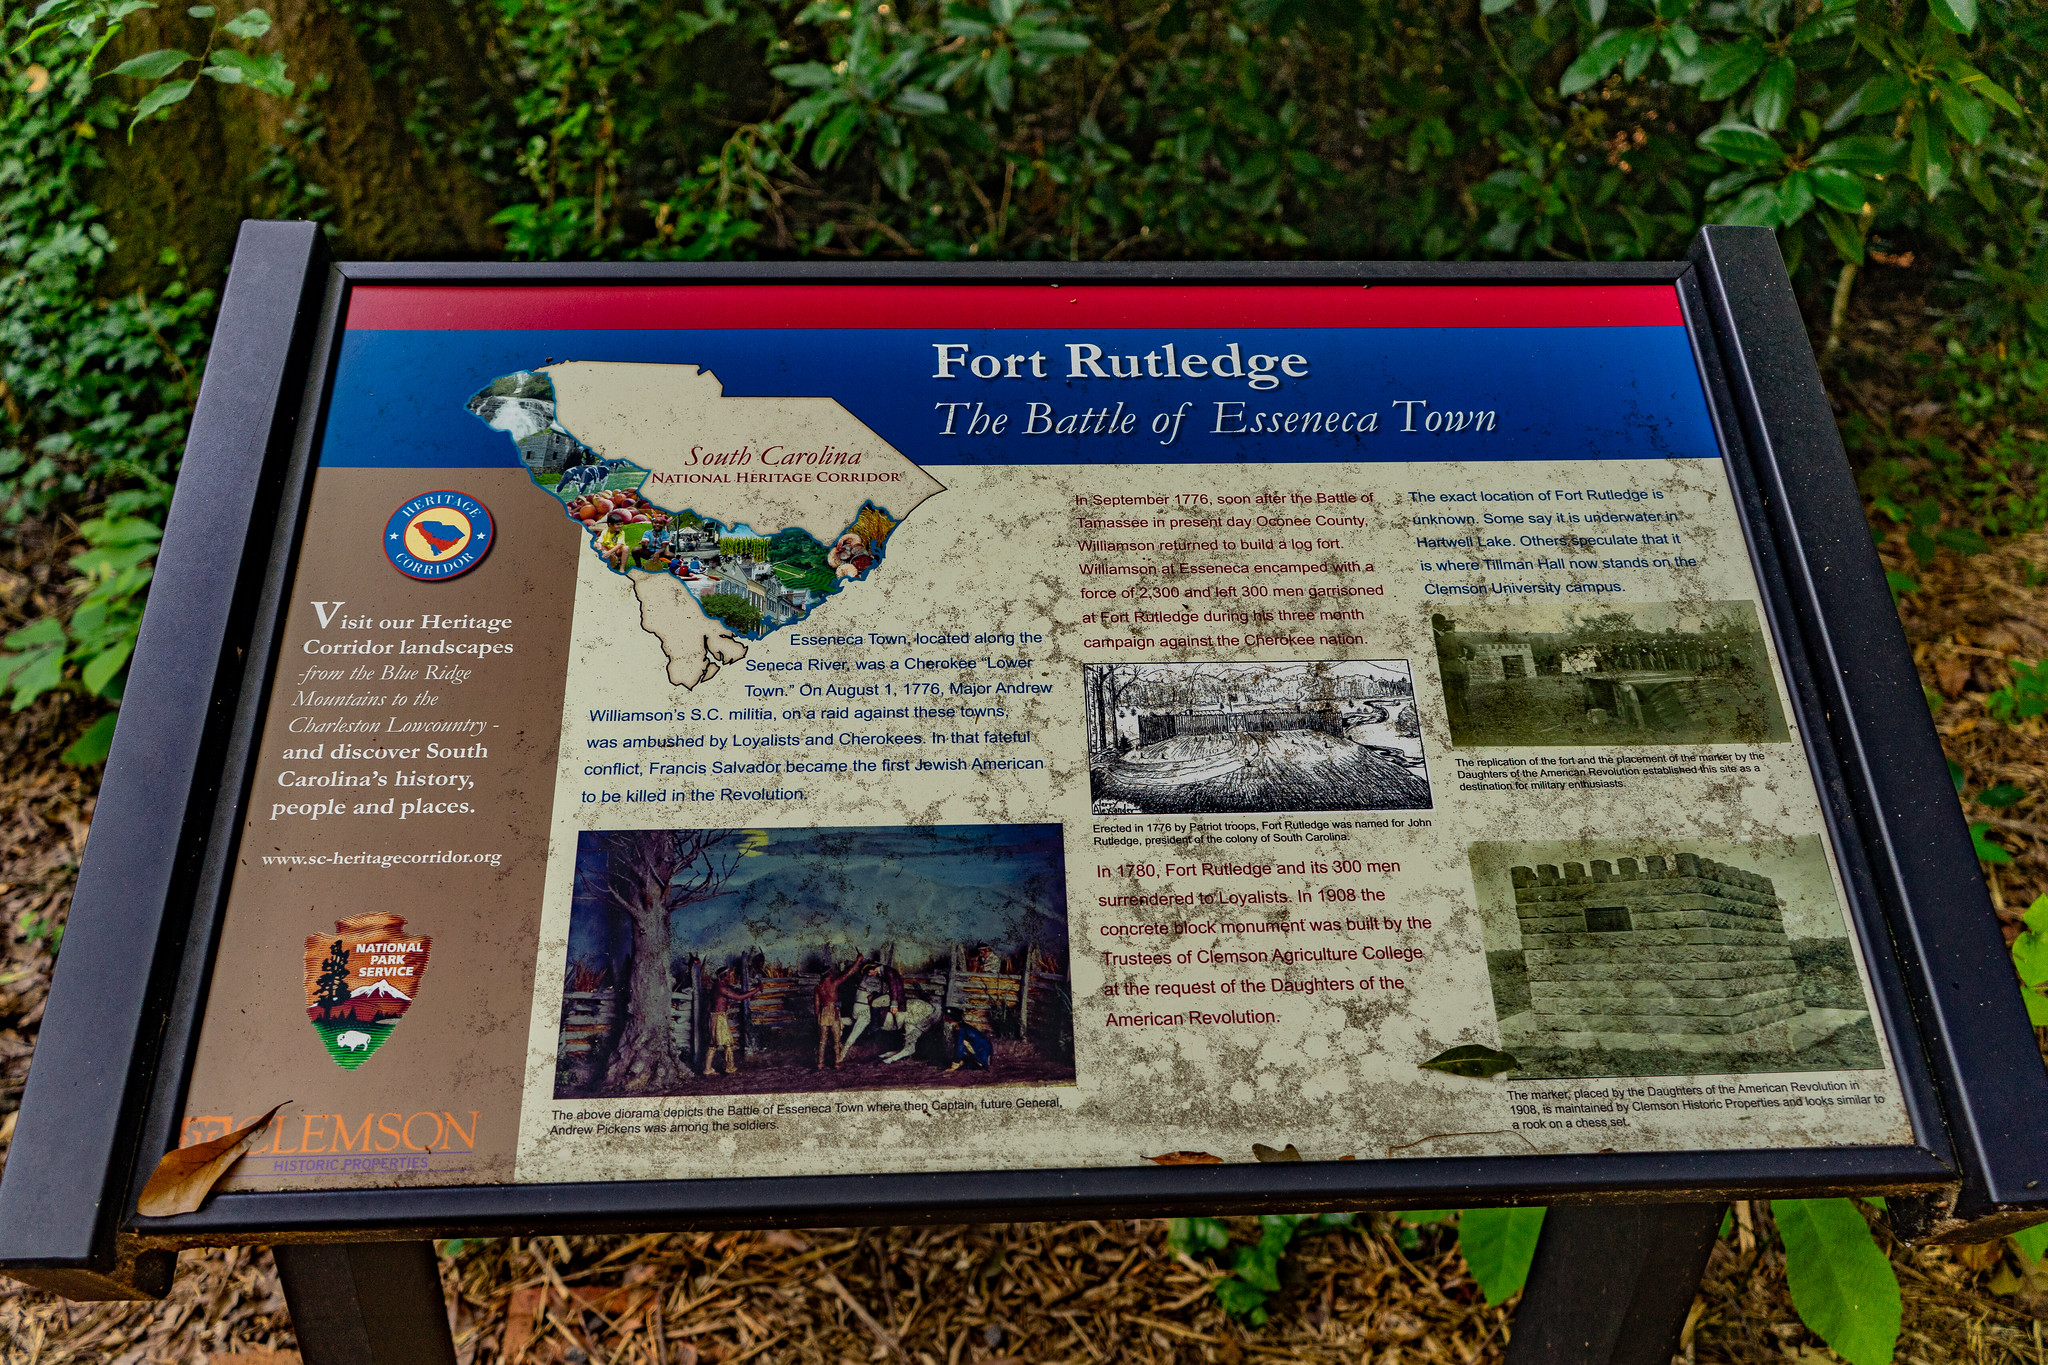 Fort Rutledge
The Battle of Esseneca Town
South Carolina
NATIONAL HERITAGE CORRIDOR
HERITAGE
CORRIDOR
Visit our Heritage
Corridor landscapes
-from the Blue Ridge
Mountains to the
Charleston Lowcountry -
and discover South
Carolina's history,
people and places.
www.sc-heritagecorridor.org
NATIONAL
PARK
SERVICE
CLEMSON
HISTORIC PROPERTIES
Esseneca Town, located along the
Seneca River, was a Cherokee "Lower
Town." On August 1, 1776, Major Andrew
Williamson's S.C. militia, on a raid against these towns,
was ambushed by Loyalists and Cherokees. In that fateful
conflict, Francis Salvador became the first Jewish American
to be killed in the Revolution.
The above diorama depicts the Battle of Esseneca Town where then Captain, future General,
Andrew Pickens was among the soldiers.
In September 1776, soon after the Battle of
Tamassee in present day Oconee County,
Williamson returned to build a log fort.
Williamson at Esseneca encamped with a
force of 2,300 and left 300 men garrisoned
at Fort Rutledge during his three month
campaign against the Cherokee nation.
Erected in 1776 by Patriot troops, Fort Rutledge was named for John
Rutledge, president of the colony of South Carolina.
In 1780, Fort Rutledge and its 300 men
surrendered to Loyalists. In 1908 the
concrete block monument was built by the
Trustees of Clemson Agriculture College
at the request of the Daughters of the
American Revolution.
The exact location of Fort Rutledge is
unknown. Some say it is underwater in
Hartwell Lake. Others speculate that it
is where Tillman Hall now stands on the
Clemson University campus.
The replication of the fort and the placement of the marker by the
Daughters of the American Revolution established this site as a
destination for military enthusiasts.
The marker, placed by the Daughters of the American Revolution in
1908, is maintained by Clemson Historic Properties and looks similar to
a rook on a chess set.